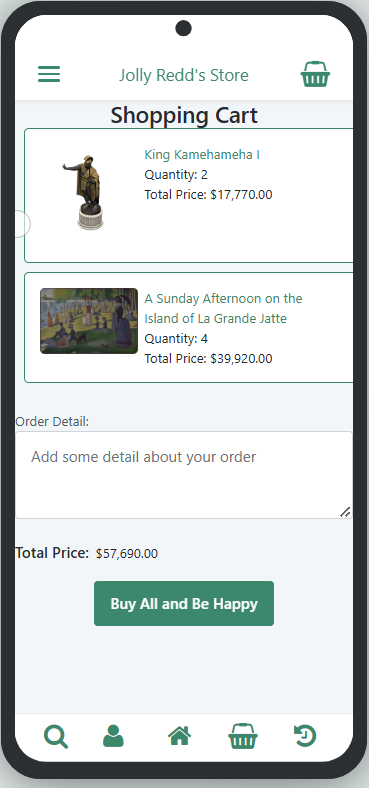 Jolly Redd's Store
Shopping Cart
King Kamehameha I
Quantity: 2
Total Price: $17,770.00
A Sunday Afternoon on the
Island of La Grande Jatte
Quantity: 4
Total Price: $39,920.00
Order Detail:
Add some detail about your order
Total Price: $57,690.00
Buy All and Be Happy